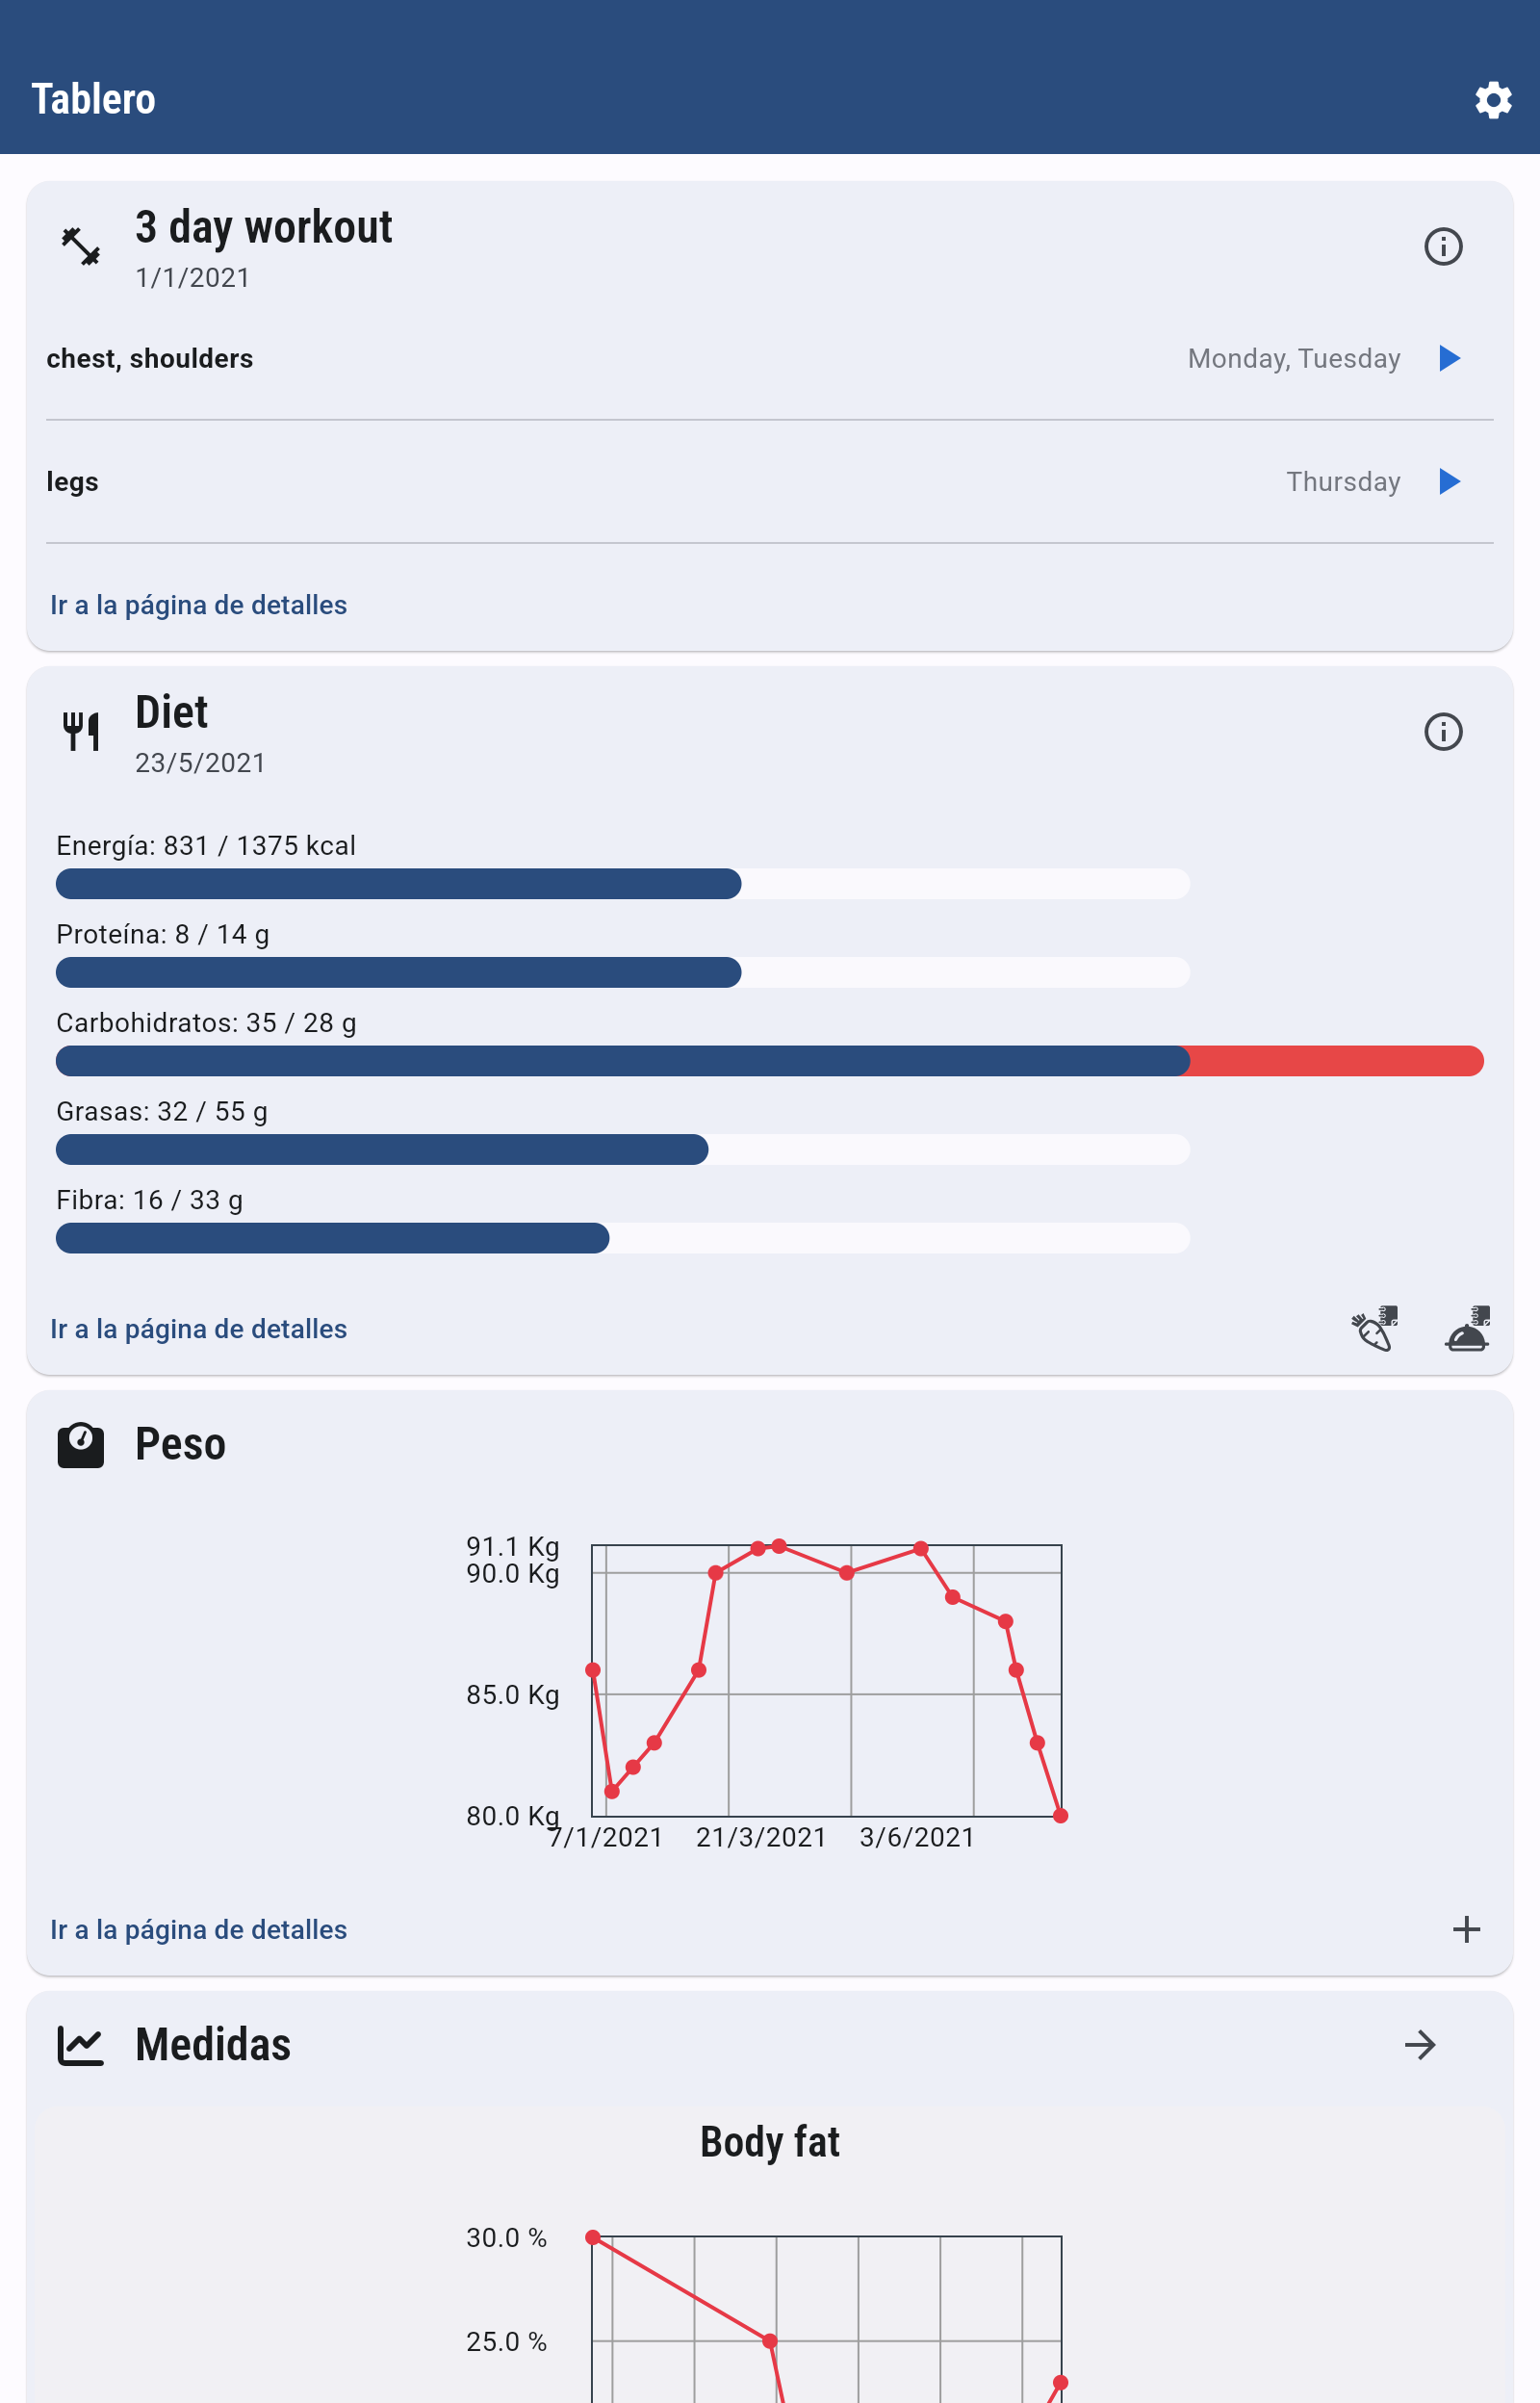 Tablero
3 day workout
1/1/2021
chest, shoulders
Monday, Tuesday
legs
Thursday
Ir a la página de detalles
Diet
23/5/2021
Energía: 831 / 1375 kcal
Proteína: 8 / 14 g
Carbohidratos: 35 / 28 g
Grasas: 32 / 55 g
Fibra: 16 / 33 g
Ir a la página de detalles
Peso
91.1 Kg
90.0 Kg
85.0 Kg
80.0 Kg
7/1/2021 21/3/2021 3/6/2021
Ir a la página de detalles
Medidas
Body fat
30.0 %
25.0 %